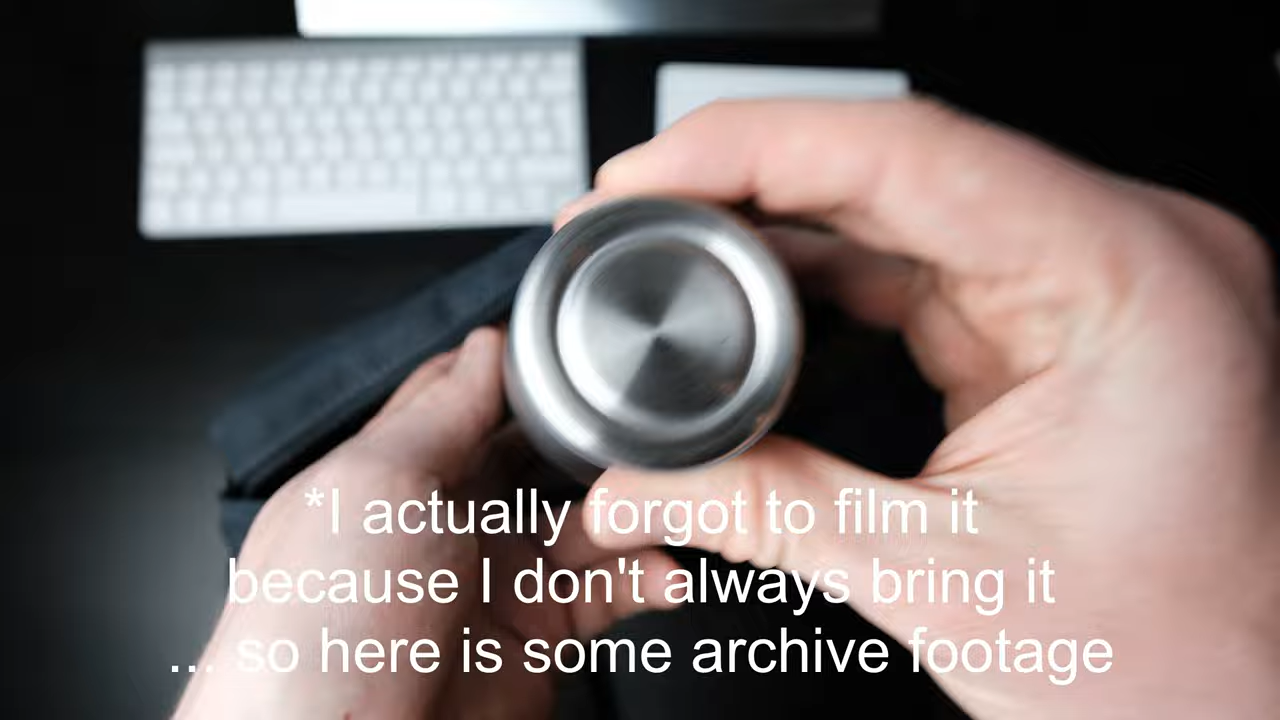 *I actually forgot to film it
because I don't always bring it
... so here is some archive footage